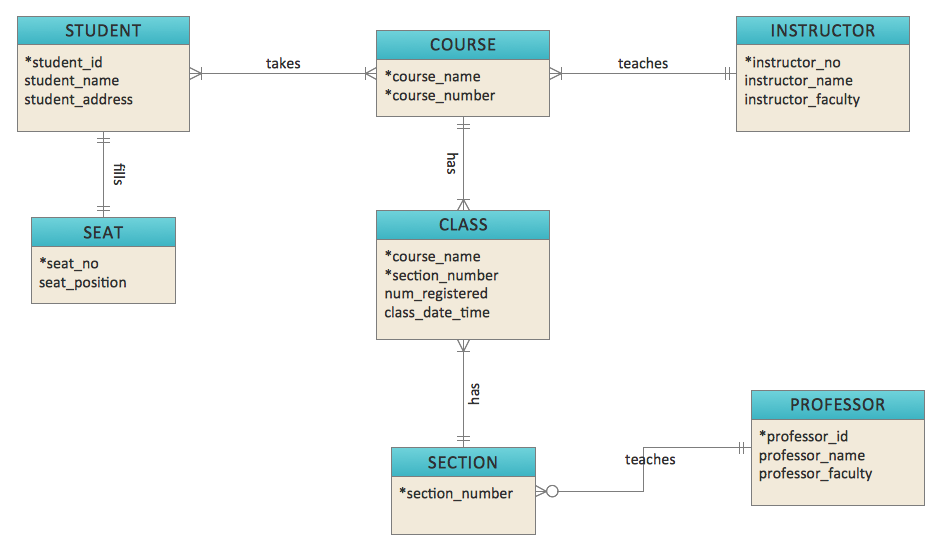 STUDENT
*student_id
student_name
student_address
takes
COURSE
*course_name
*course_number
teaches
INSTRUCTOR
*instructor_no
instructor_name
instructor_faculty
fills
has
SEAT
*seat_no
seat_position
CLASS
*course_name
*section_number
num_registered
class_date_time
has
SECTION
*section_number
teaches
PROFESSOR
*professor_id
professor_name
professor_faculty